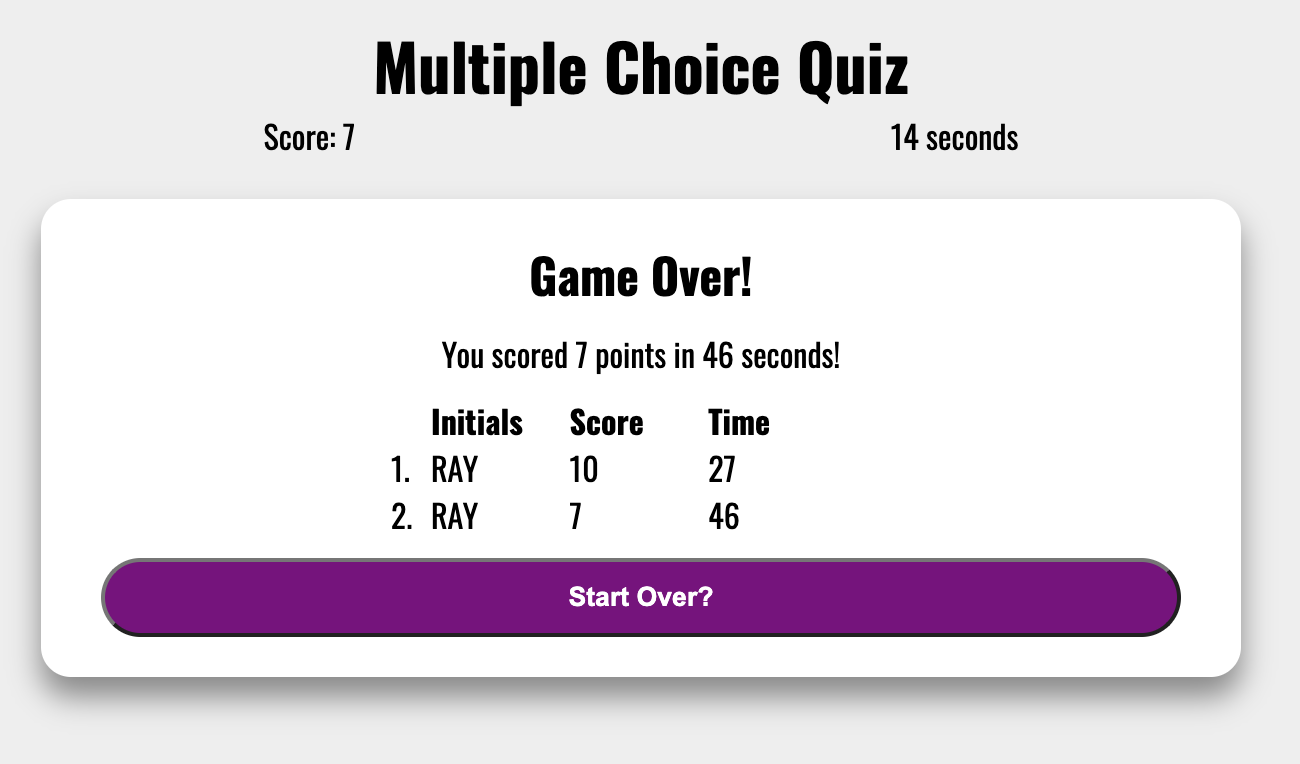 Multiple Choice Quiz
Score: 7 14 seconds
Game Over!
You scored 7 points in 46 seconds!
Initials Score Time
1. RAY 10 27
2. RAY 7 46
Start Over?